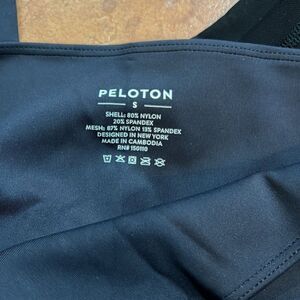 PELOTON
S
SHELL: 80% NYLON
20% SPANDEX
MESH: 87% NYLON 13% SPANDEX
DESIGNED IN NEW YORK
MADE IN CAMBODIA
RN# 150110